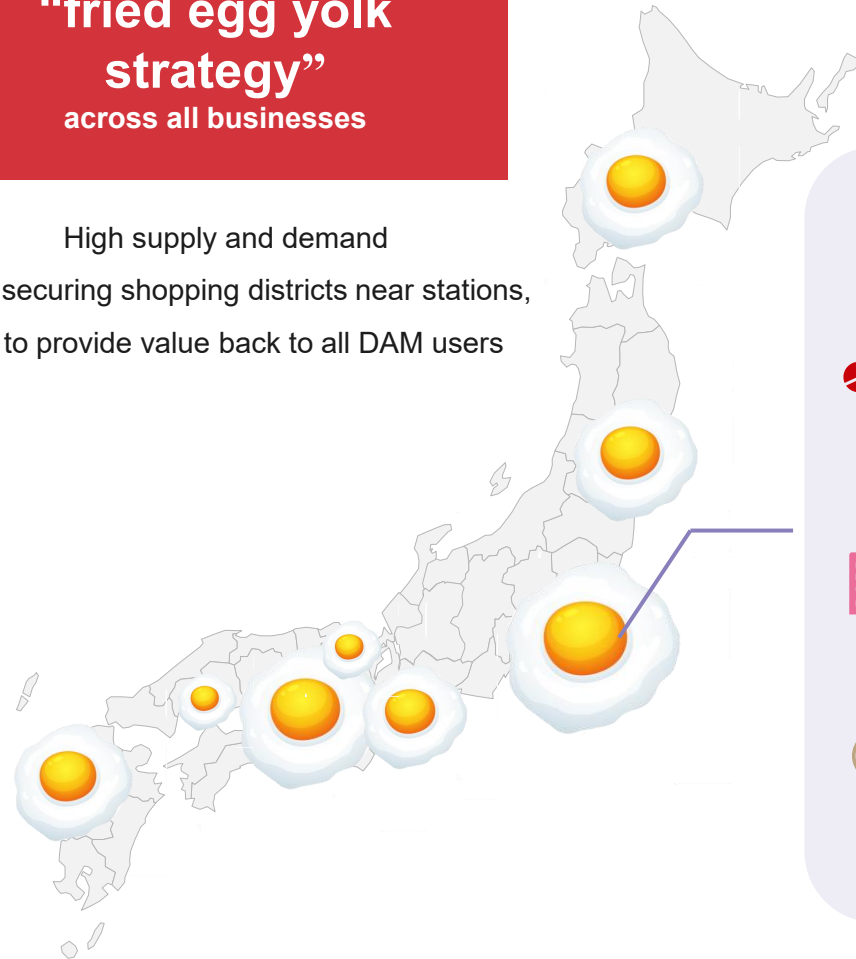 “fried egg yolk
strategy”
across all businesses
High supply and demand
securing shopping districts near stations,
to provide value back to all DAM users